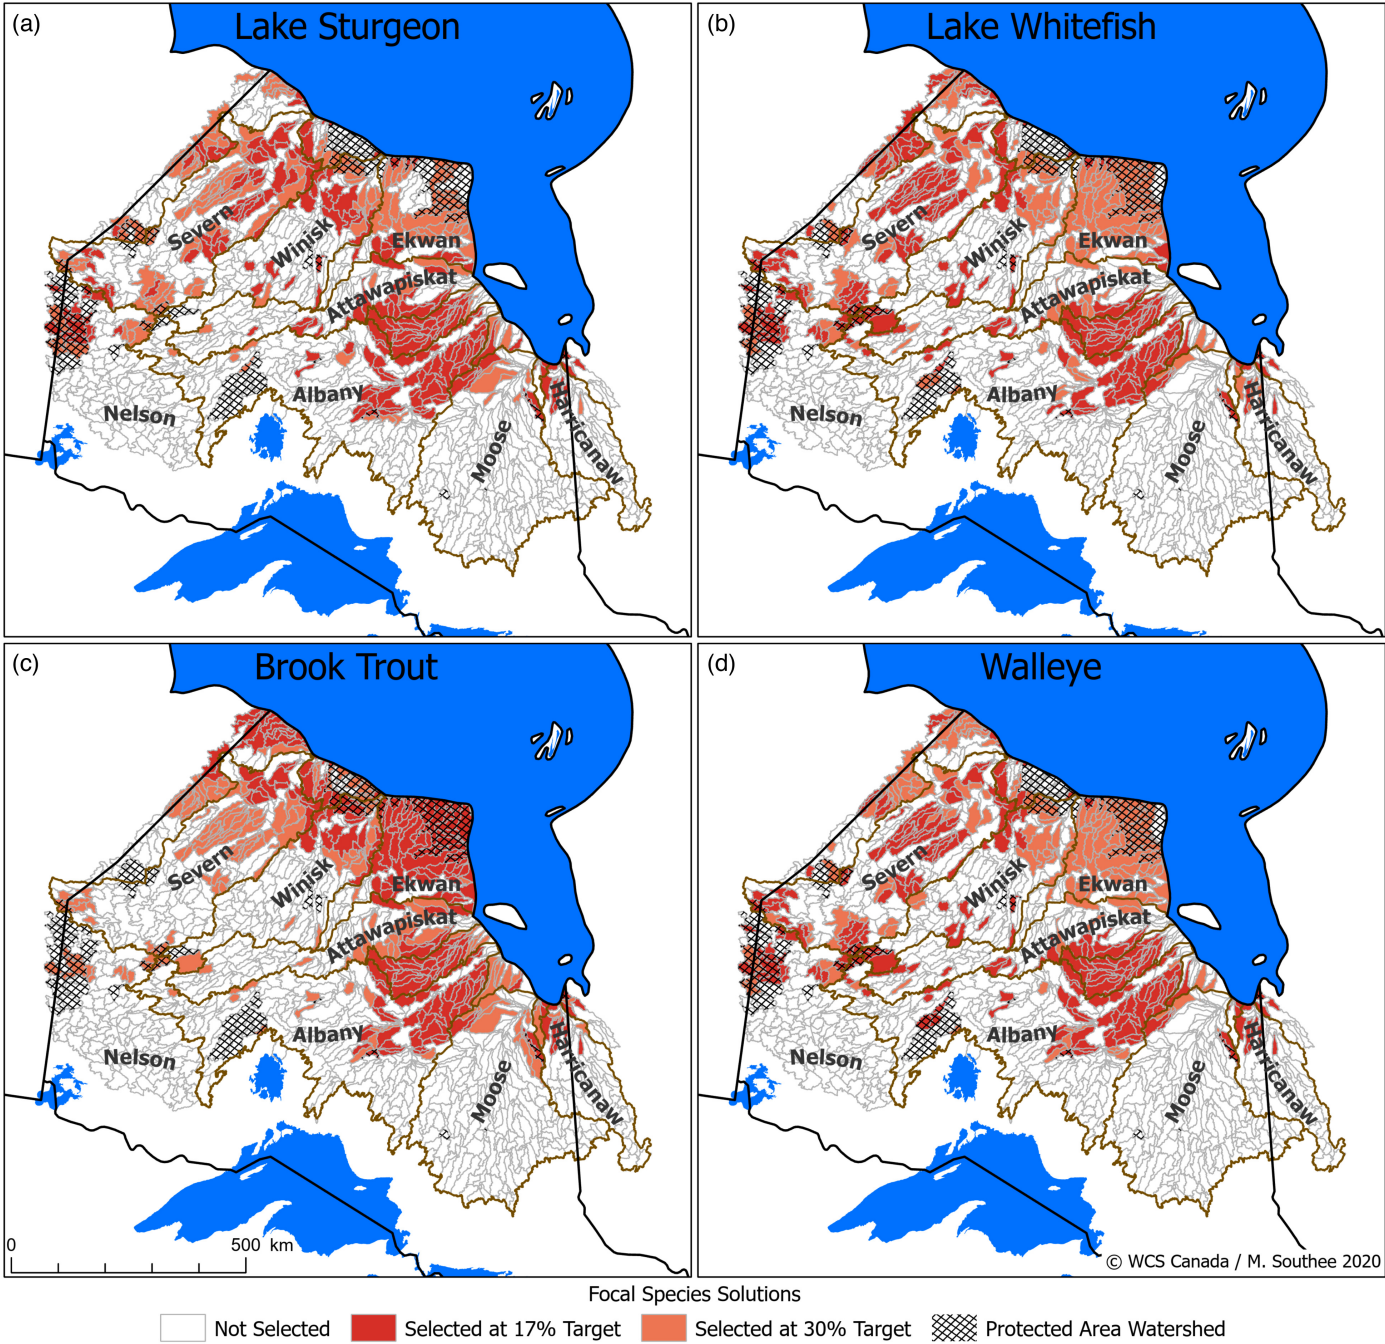 (a)
Lake Sturgeon
Severn
Winisk
Ekwan
Attawapiskat
Albany
Nelson
Moose
Harricanaw
(b)
Lake Whitefish
Severn
Winisk
Ekwan
Attawapiskat
Albany
Nelson
Moose
Harricanaw
(c)
Brook Trout
Severn
Winisk
Ekwan
Attawapiskat
Albany
Nelson
Moose
Harricanaw
0 500 km
(d)
Walleye
Severn
Winisk
Ekwan
Attawapiskat
Albany
Nelson
Moose
Harricanaw
© WCS Canada / M. Southee 2020
Focal Species Solutions
Not Selected Selected at 17% Target Selected at 30% Target Protected Area Watershed